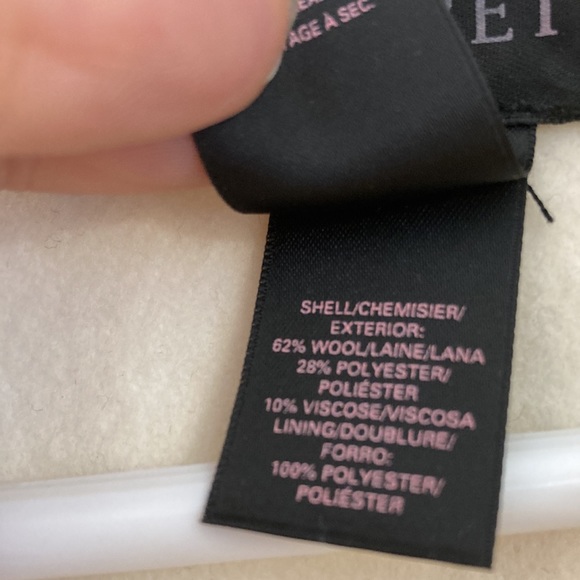 AGE À SEC.
ET
SHELL/CHEMISIER/
EXTERIOR:
62% WOOL/LAINE/LANA
28% POLYESTER/
POLIÉSTER
10% VISCOSE/VISCOSA
LINING/DOUBLURE/
FORRO:
100% POLYESTER/
POLIÉSTER